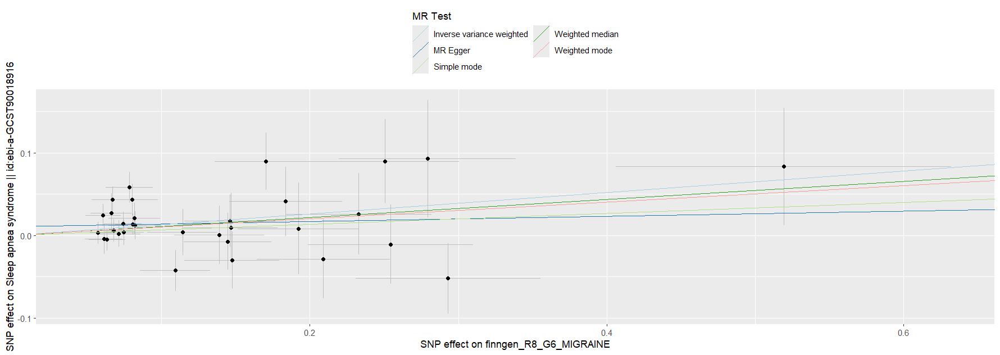 MR Test
Inverse variance weighted
Weighted median
MR Egger
Weighted mode
Simple mode
SNP effect on Sleep apnea syndrome || id:ebi-a-GCST90018916
0.1
0.0
-0.1
0.2
0.4
0.6
SNP effect on finngen_R8_G6_MIGRAINE